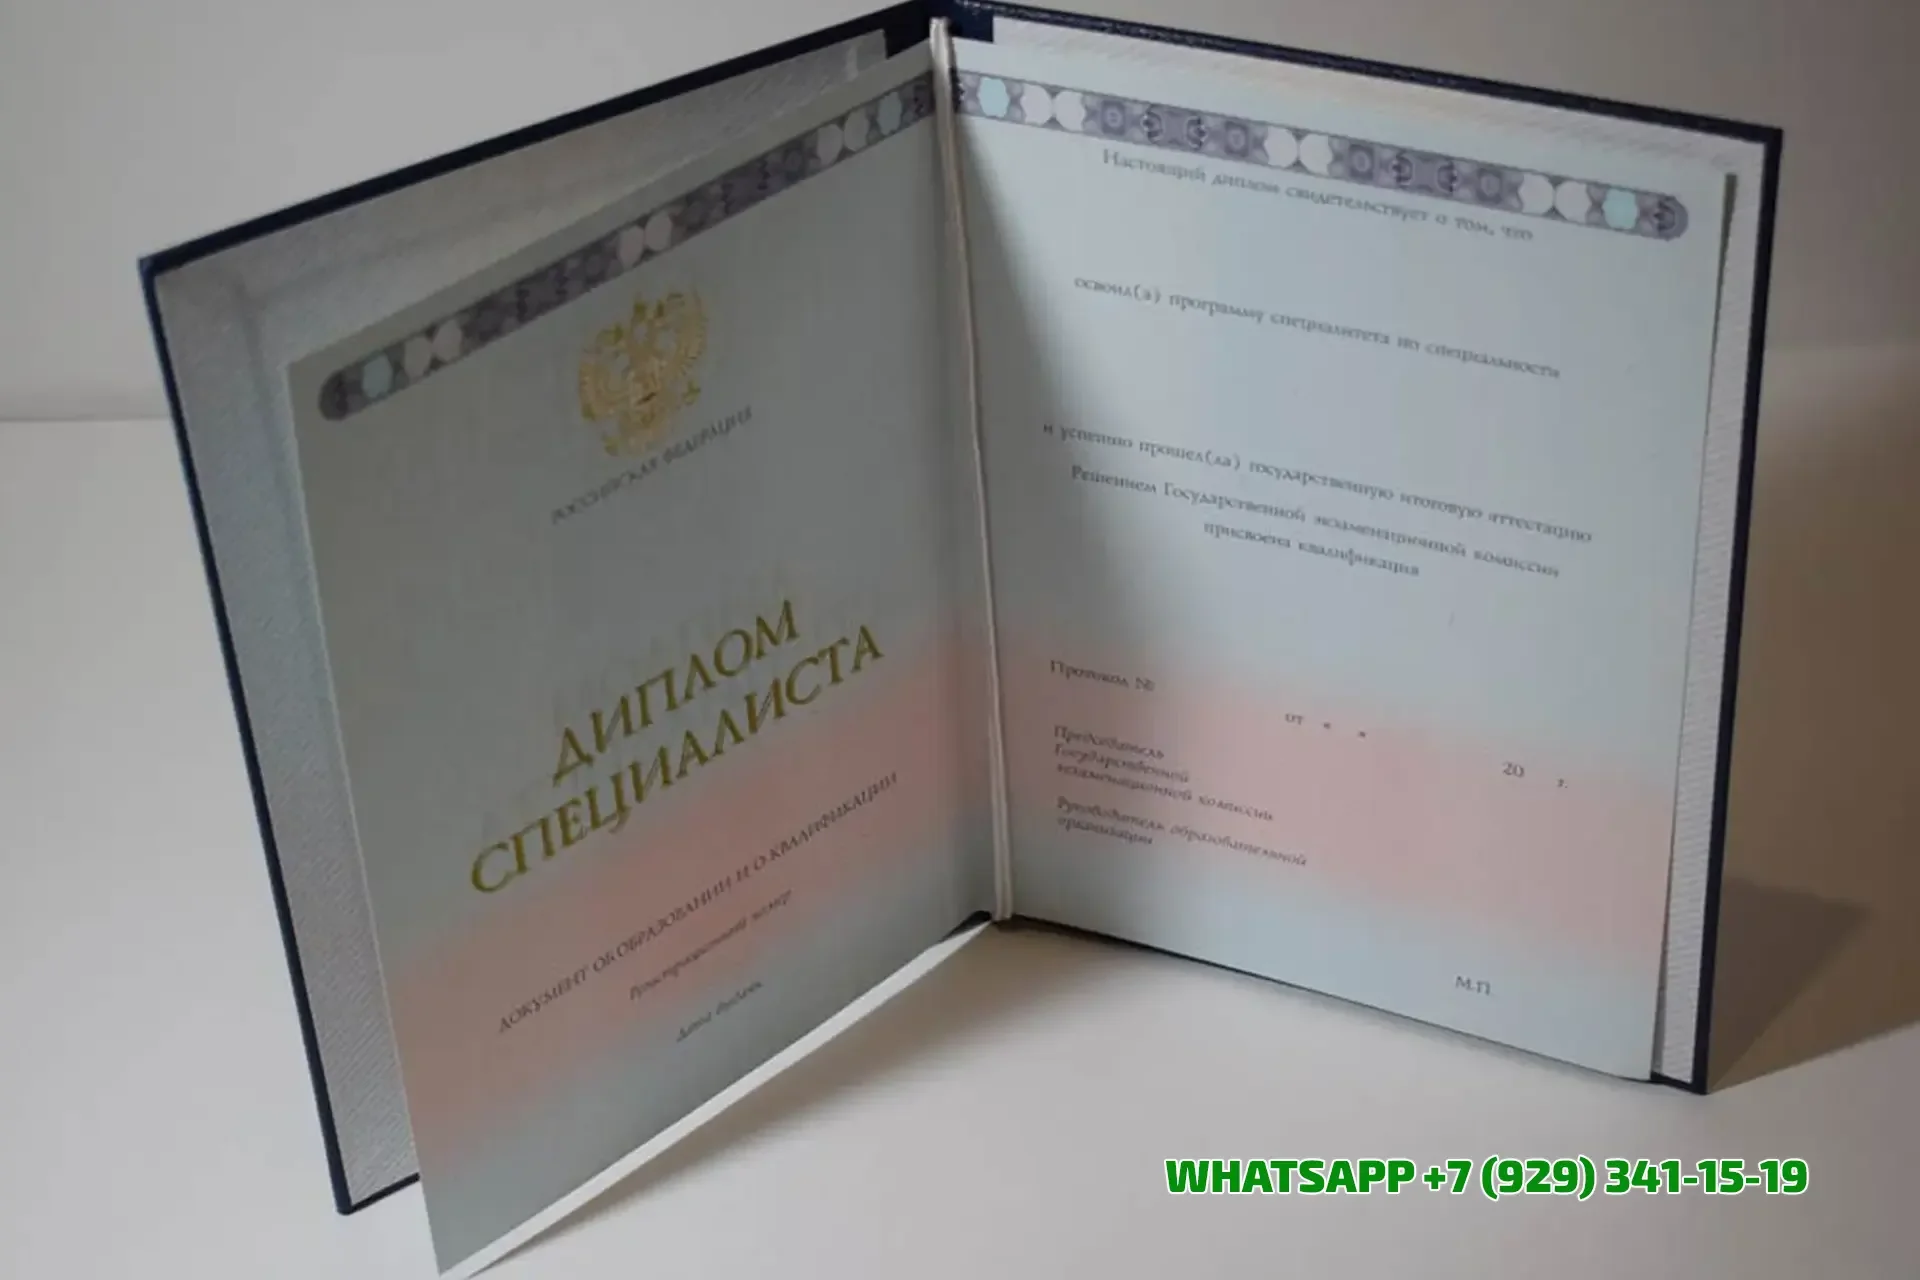 РОССИЙСКАЯ ФЕДЕРАЦИЯ
ДИПЛОМ
СПЕЦИАЛИСТА
ДОКУМЕНТ ОБ ОБРАЗОВАНИИ И О КВАЛИФИКАЦИИ
Регистрационный номер
Дата выдачи
Настоящий диплом свидетельствует о том, что
освоил(а) программу специалитета по специальности
и успешно прошел(ла) государственную итоговую аттестацию
Решением Государственной экзаменационной комиссии
присвоена квалификация
Протокол №
от « »
20 г.
Председатель
Государственной
экзаменационной комиссии
Руководитель образовательной
организации
М.П.
WHATSAPP +7 (929) 341-15-19